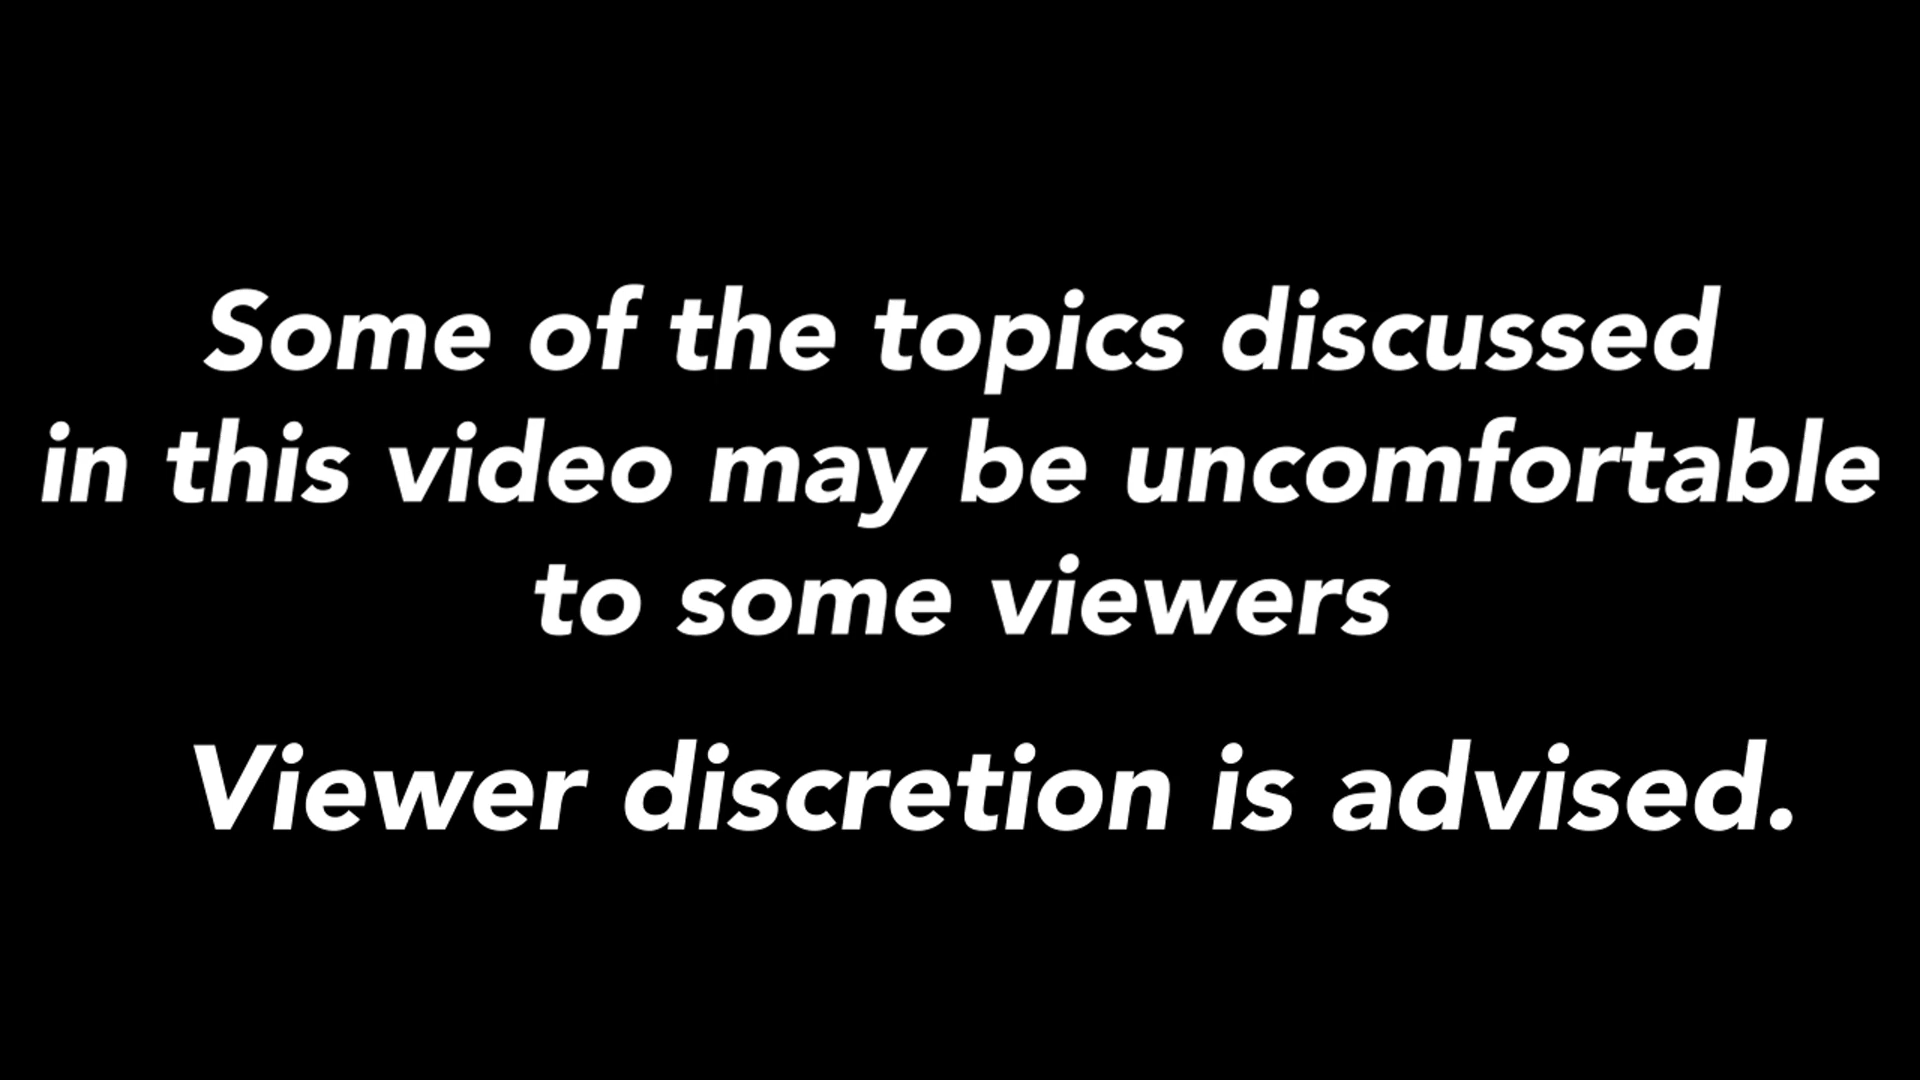 Some of the topics discussed
in this video may be uncomfortable
to some viewers
Viewer discretion is advised.